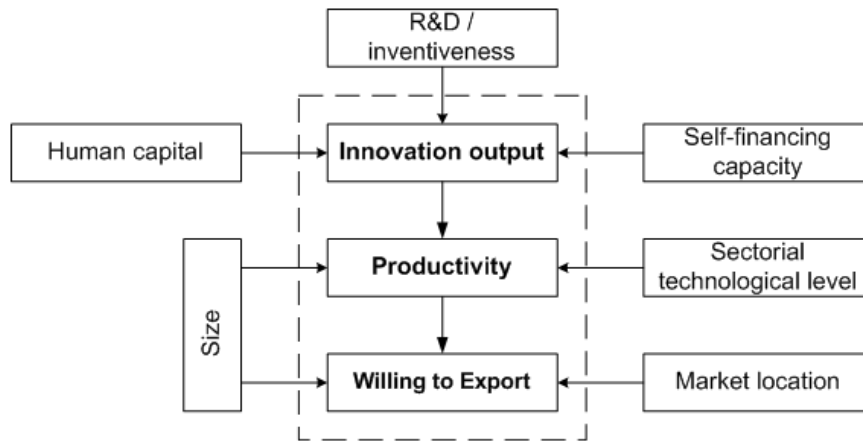 R&D /
inventiveness
Human capital
Innovation output
Self-financing
capacity
Size
Productivity
Sectorial
technological level
Willing to Export
Market location